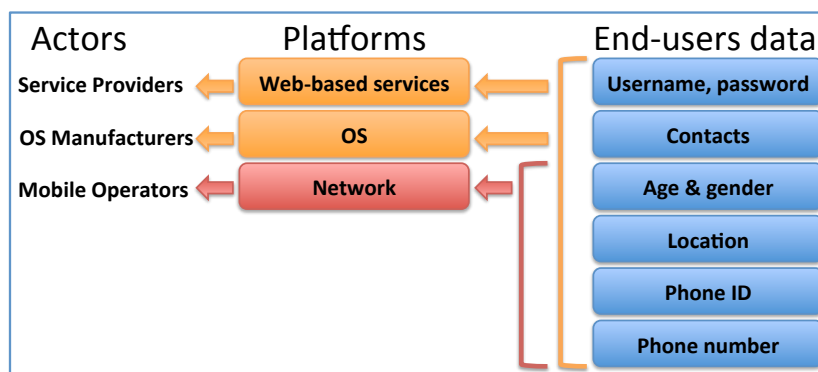 Actors Platforms End-users data
Service Providers Web-based services Username, password
OS Manufacturers OS Contacts
Mobile Operators Network Age & gender
Location
Phone ID
Phone number